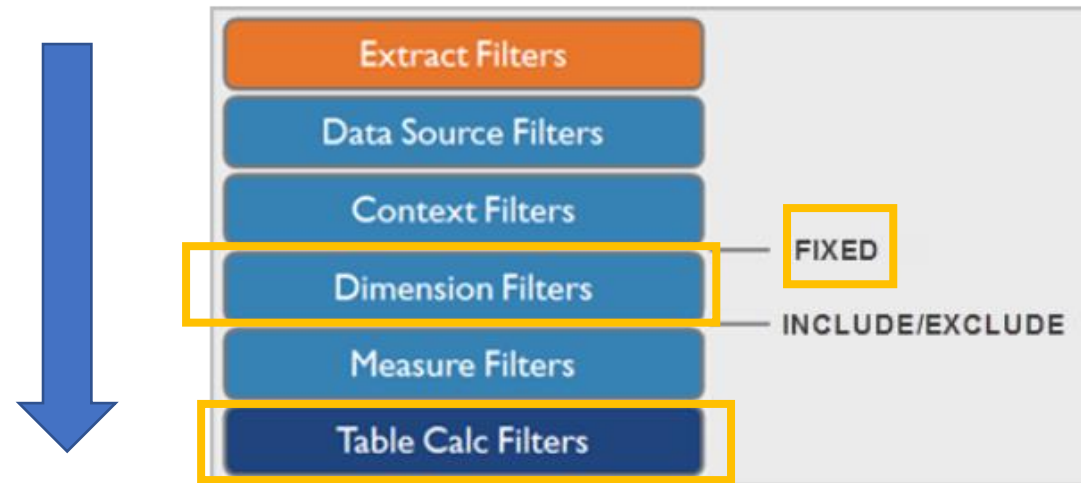 Extract Filters
Data Source Filters
Context Filters
FIXED
Dimension Filters
INCLUDE/EXCLUDE
Measure Filters
Table Calc Filters